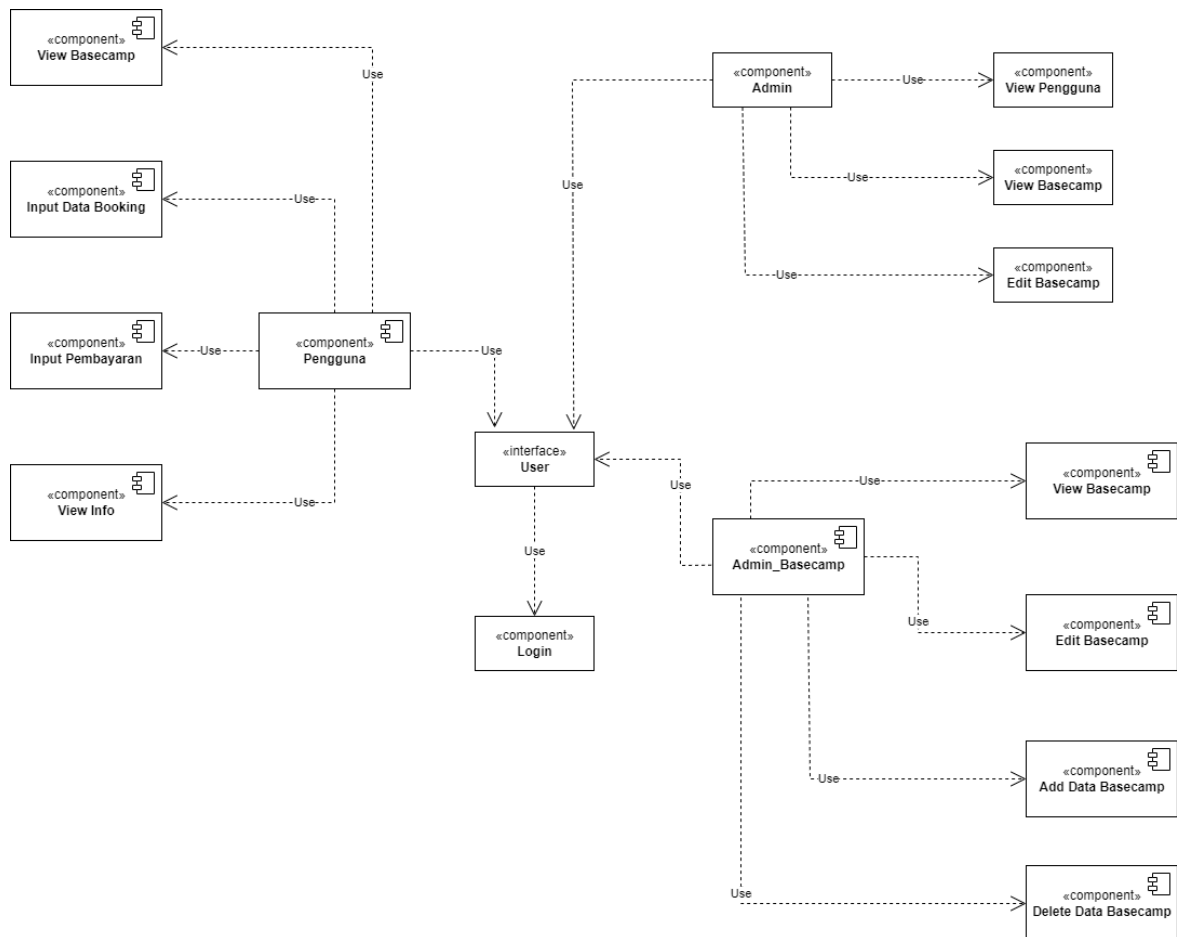 «component»
View Basecamp
Use
«component»
Admin
Use
«component»
View Pengguna
«component»
Input Data Booking
Use
Use
Use
«component»
View Basecamp
Use
«component»
Edit Basecamp
«component»
Input Pembayaran
Use
«component»
Pengguna
Use
«interface»
User
«component»
View Info
Use
Use
Use
«component»
View Basecamp
Use
«component»
Admin_Basecamp
«component»
Login
Use
«component»
Edit Basecamp
Use
«component»
Add Data Basecamp
Use
«component»
Delete Data Basecamp